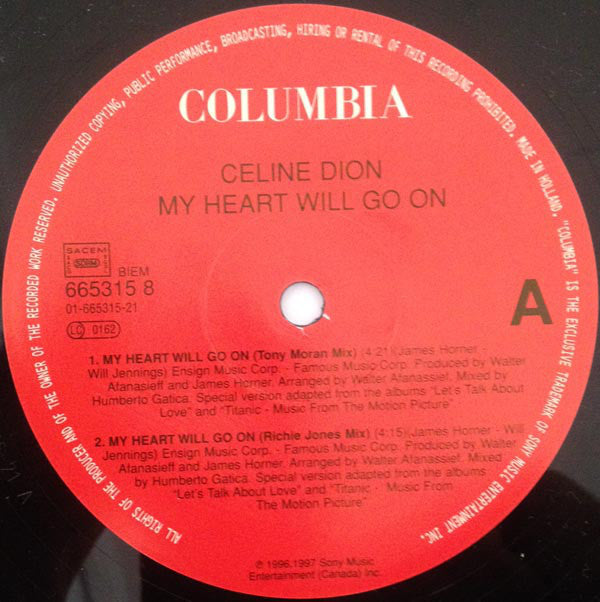 ALL RIGHTS OF THE PRODUCER AND OF THE OWNER OF THE RECORDED WORK RESERVED. UNAUTHORIZED COPYING, PUBLIC PERFORMANCE, BROADCASTING, HIRING OR RENTAL OF THIS RECORDING PROHIBITED. MADE IN HOLLAND. "COLUMBIA" IS THE EXCLUSIVE TRADEMARK OF SONY MUSIC ENTERTAINMENT INC.
COLUMBIA
CELINE DION
MY HEART WILL GO ON
SACEM
SDRM
BIEM
665315 8
01-665315-21
LC 0162
A
1. MY HEART WILL GO ON (Tony Moran Mix) (4:21)(James Horner,
Will Jennings) Ensign Music Corp. - Famous Music Corp. Produced by Walter
Afanasieff and James Horner. Arranged by Walter Afanassief. Mixed by
Humberto Gatica. Special version adapted from the albums "Let's Talk About
Love" and "Titanic - Music From The Motion Picture"
2. MY HEART WILL GO ON (Richie Jones Mix) (4:15)(James Horner - Will
Jennings) Ensign Music Corp. - Famous Music Corp. Produced by Walter
Afanasieff and James Horner. Arranged by Walter Afanassief. Mixed
by Humberto Gatica. Special version adapted from the albums
"Let's Talk About Love" and "Titanic - Music From
The Motion Picture"
℗ 1996,1997 Sony Music
Entertainment (Canada) Inc.